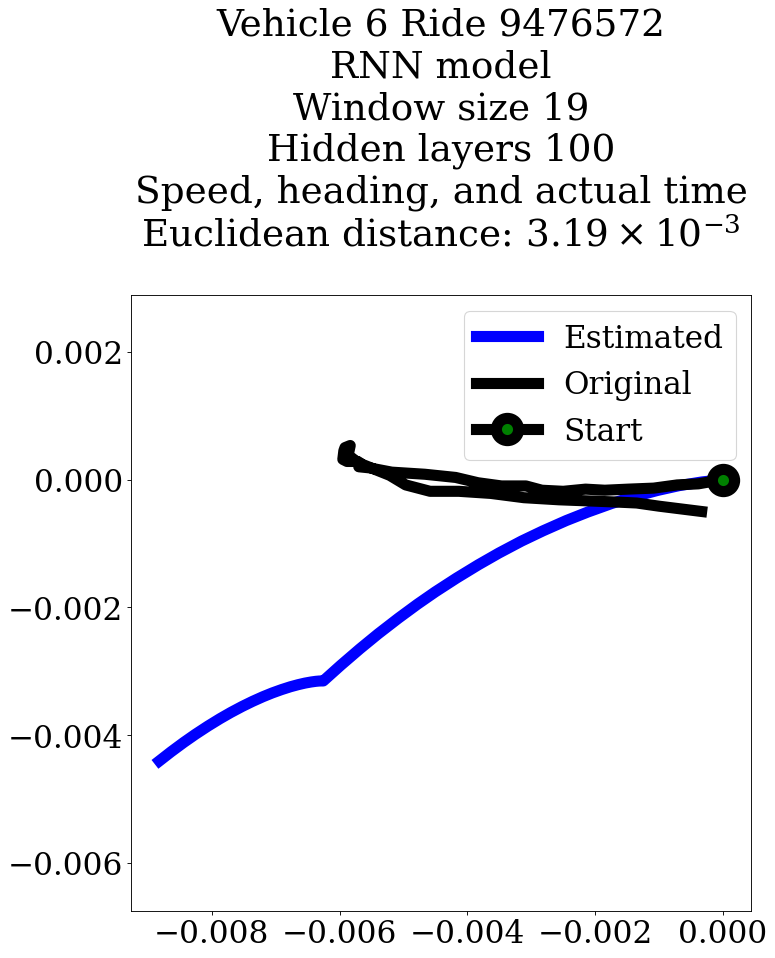 Vehicle 6 Ride 9476572
RNN model
Window size 19
Hidden layers 100
Speed, heading, and actual time
Euclidean distance: 3.19 × 10⁻³
Estimated
Original
Start
0.002
0.000
−0.002
−0.004
−0.006
−0.008 −0.006 −0.004 −0.002 0.000